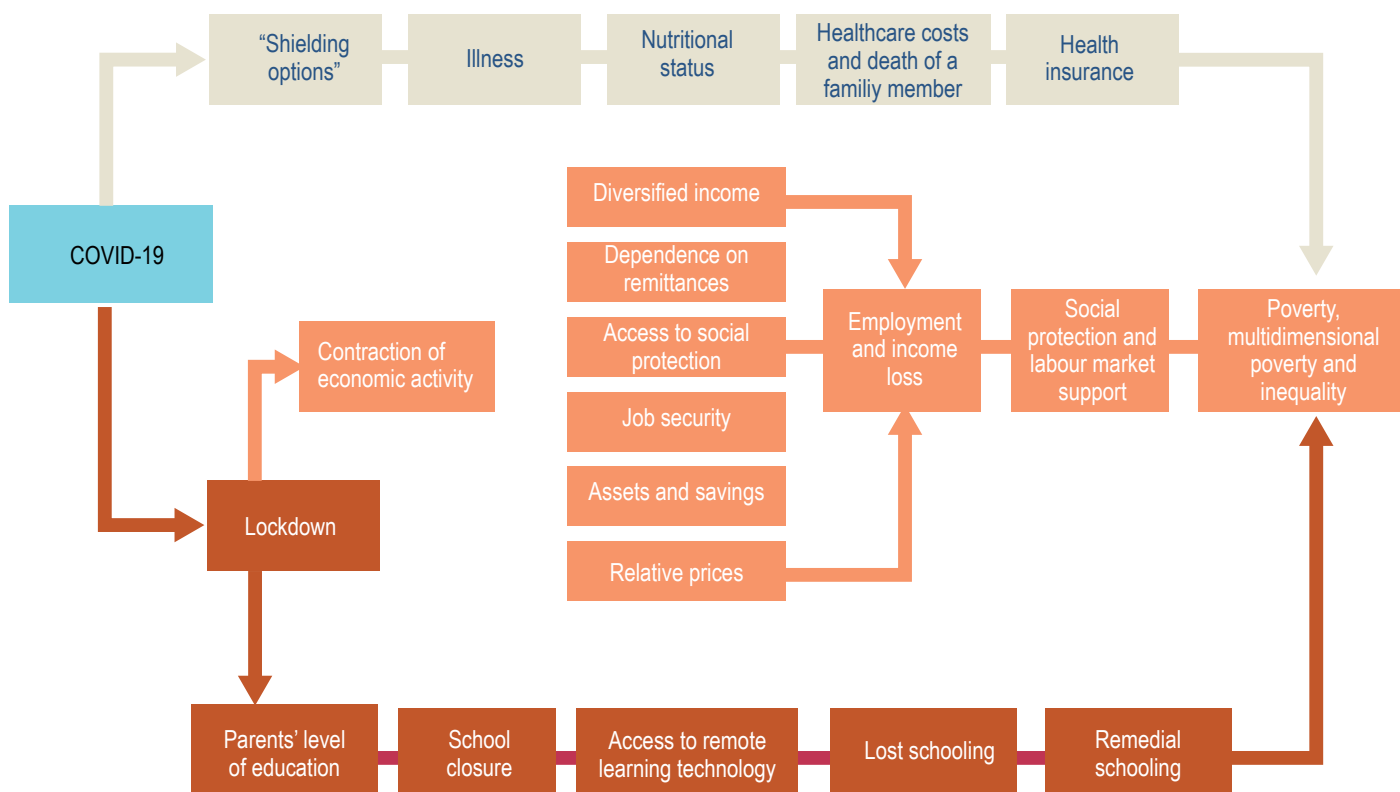 “Shielding
options”
Illness
Nutritional
status
Healthcare costs
and death of a
familiy member
Health
insurance
COVID-19
Diversified income
Dependence on
remittances
Access to social
protection
Job security
Assets and savings
Relative prices
Employment
and income
loss
Social
protection and
labour market
support
Poverty,
multidimensional
poverty and
inequality
Contraction of
economic activity
Lockdown
Parents’ level
of education
School
closure
Access to remote
learning technology
Lost schooling
Remedial
schooling